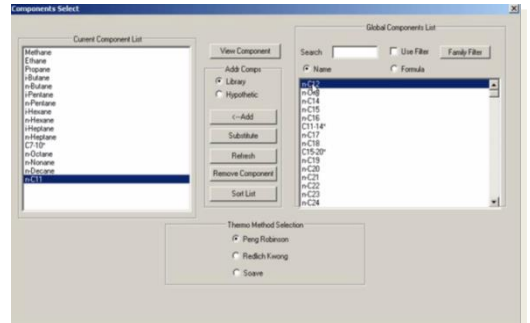 Components Select
Current Component List
Methane
Ethane
Propane
i-Butane
n-Butane
i-Pentane
n-Pentane
i-Hexane
n-Hexane
i-Heptane
n-Heptane
C7-10*
n-Octane
n-Nonane
n-Decane
n-C11
View Component
Add Comps
Library
Hypothetic
<--Add
Substitute
Refresh
Remove Component
Sort List
Global Components List
Search
Use Filter
Family Filter
Name
Formula
n-C12
n-C14
n-C15
n-C16
C11-14*
n-C17
n-C18
C15-20*
n-C19
n-C20
n-C21
n-C22
n-C23
n-C24
Thermo Method Selection
Peng Robinson
Redlich Kwong
Soave